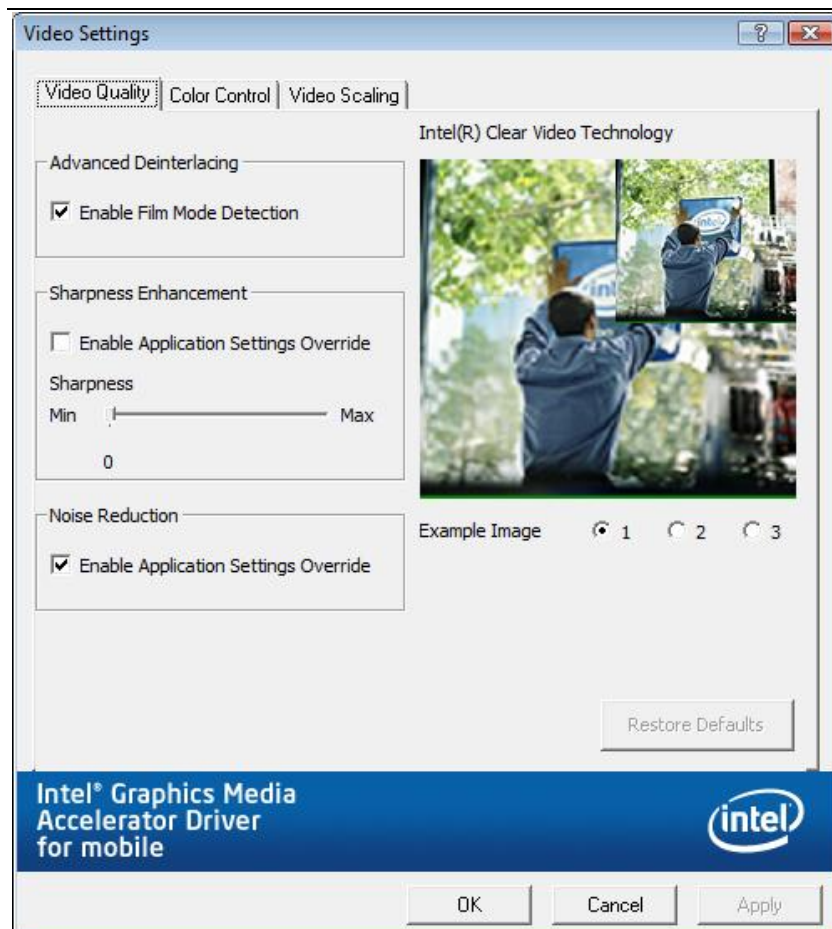 Video Settings
Video Quality Color Control Video Scaling
Intel(R) Clear Video Technology
Advanced Deinterlacing
Enable Film Mode Detection
Sharpness Enhancement
Enable Application Settings Override
Sharpness
Min Max
0
Noise Reduction
Enable Application Settings Override
intel
intel
Example Image 1 2 3
Restore Defaults
Intel® Graphics Media
Accelerator Driver
for mobile
intel
OK Cancel Apply